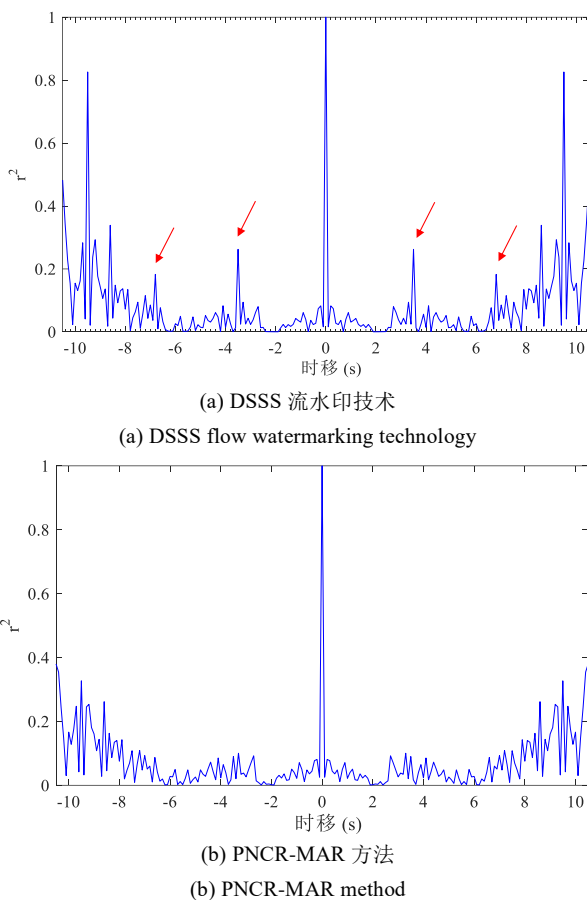 1
0.8
0.6
r²
0.4
0.2
0
-10 -8 -6 -4 -2 0 2 4 6 8 10
时移 (s)
(a) DSSS 流水印技术
(a) DSSS flow watermarking technology
1
0.8
0.6
r²
0.4
0.2
0
-10 -8 -6 -4 -2 0 2 4 6 8 10
时移 (s)
(b) PNCR-MAR 方法
(b) PNCR-MAR method